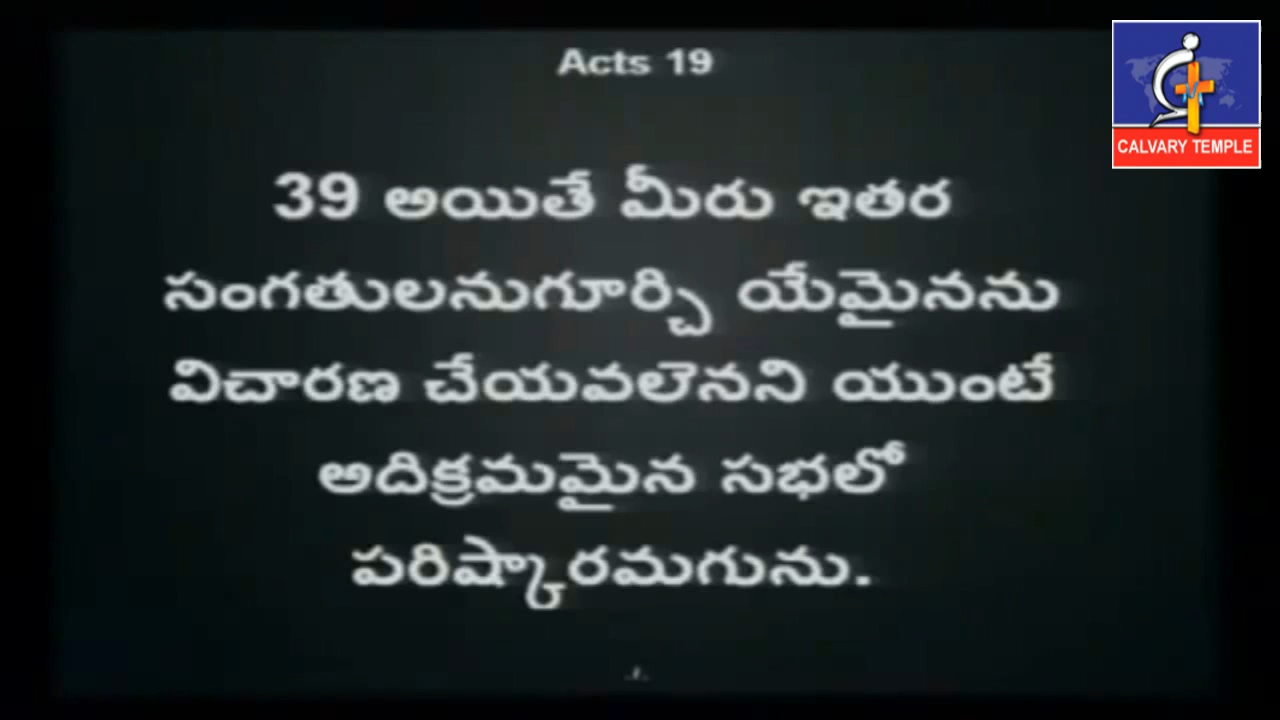 Acts 19
CALVARY TEMPLE
39 అయితే మీరు ఇతర
సంగతులనుగూర్చి యేమైనను
విచారణ చేయవలెనని యుంటే
అదిక్రమమైన సభలో
పరిష్కారమగును.